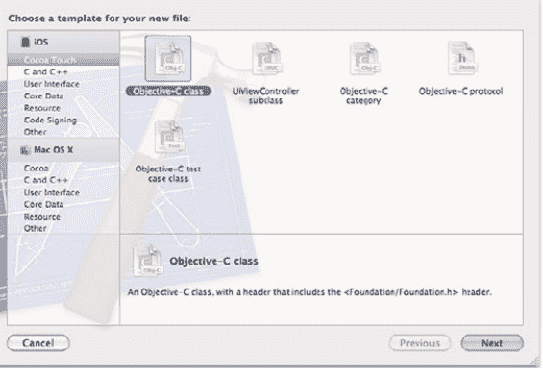 Choose a template for your new file:
iOS
Cocoa Touch
C and C++
User Interface
Core Data
Resource
Code Signing
Other
Mac OS X
Cocoa
C and C++
User Interface
Core Data
Resource
Other
Objective-C class
UIViewController
subclass
Objective-C
category
Objective-C protocol
Objective-C test
case class
Objective-C class
An Objective-C class, with a header that includes the <Foundation/Foundation.h> header.
Cancel
Previous
Next